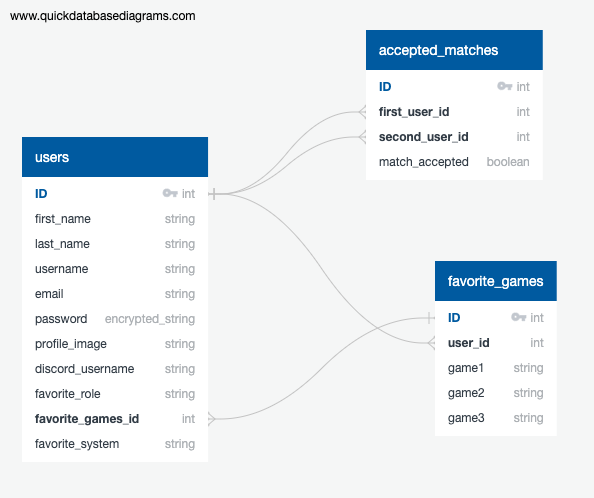 www.quickdatabasediagrams.com
accepted_matches
ID int
first_user_id int
second_user_id int
match_accepted boolean
users
ID int
first_name string
last_name string
username string
email string
password encrypted_string
profile_image string
discord_username string
favorite_role string
favorite_games_id int
favorite_system string
favorite_games
ID int
user_id int
game1 string
game2 string
game3 string